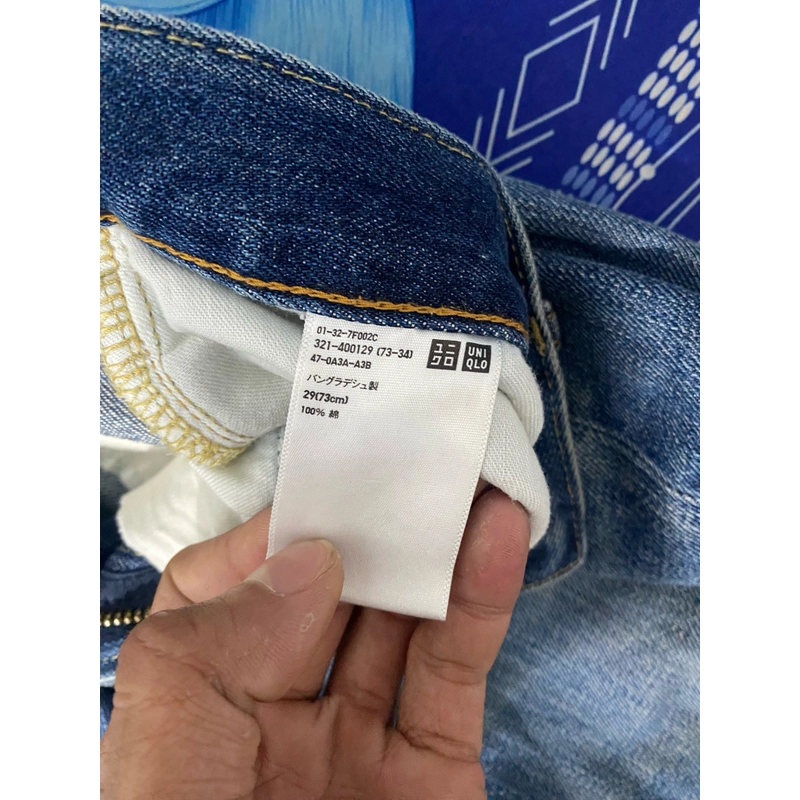 01-32-7F002C
321-400129 (73-34)
47-0A3A-A3B
バングラデシュ製
29(73cm)
100% 綿
ユニ
クロ
UNI
QLO